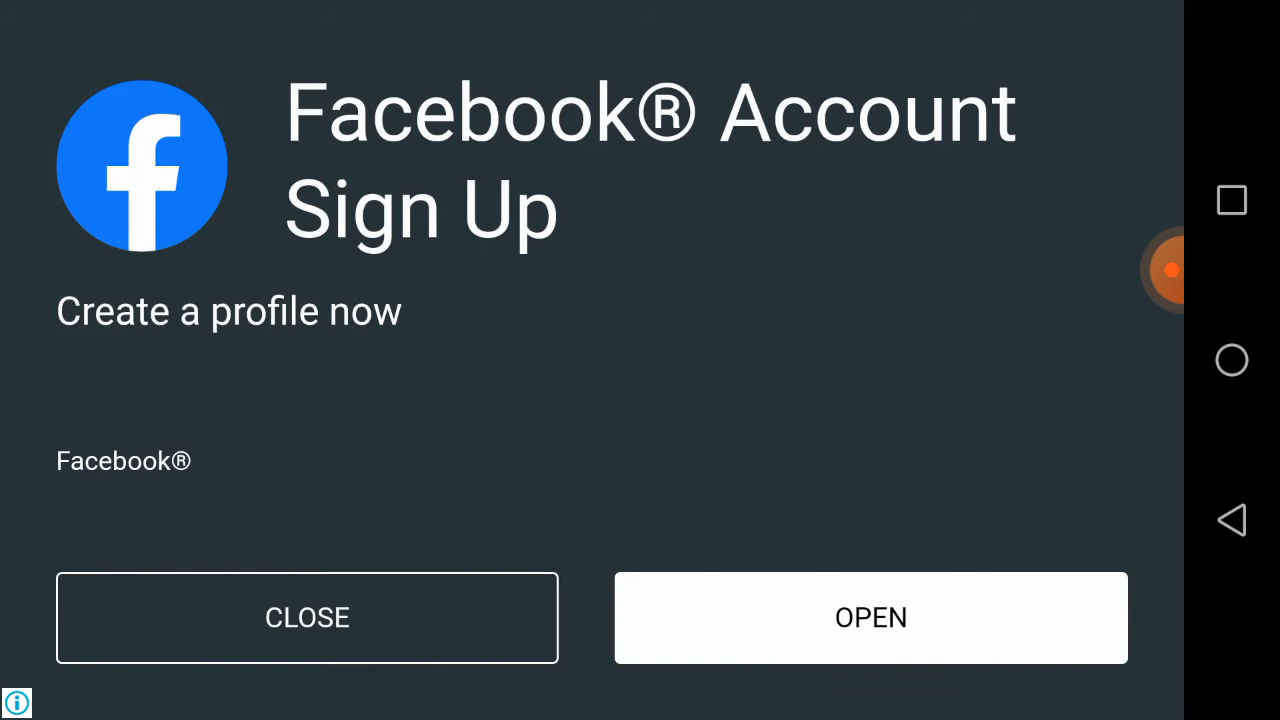 Facebook® Account
Sign Up
Create a profile now
Facebook®
CLOSE
OPEN